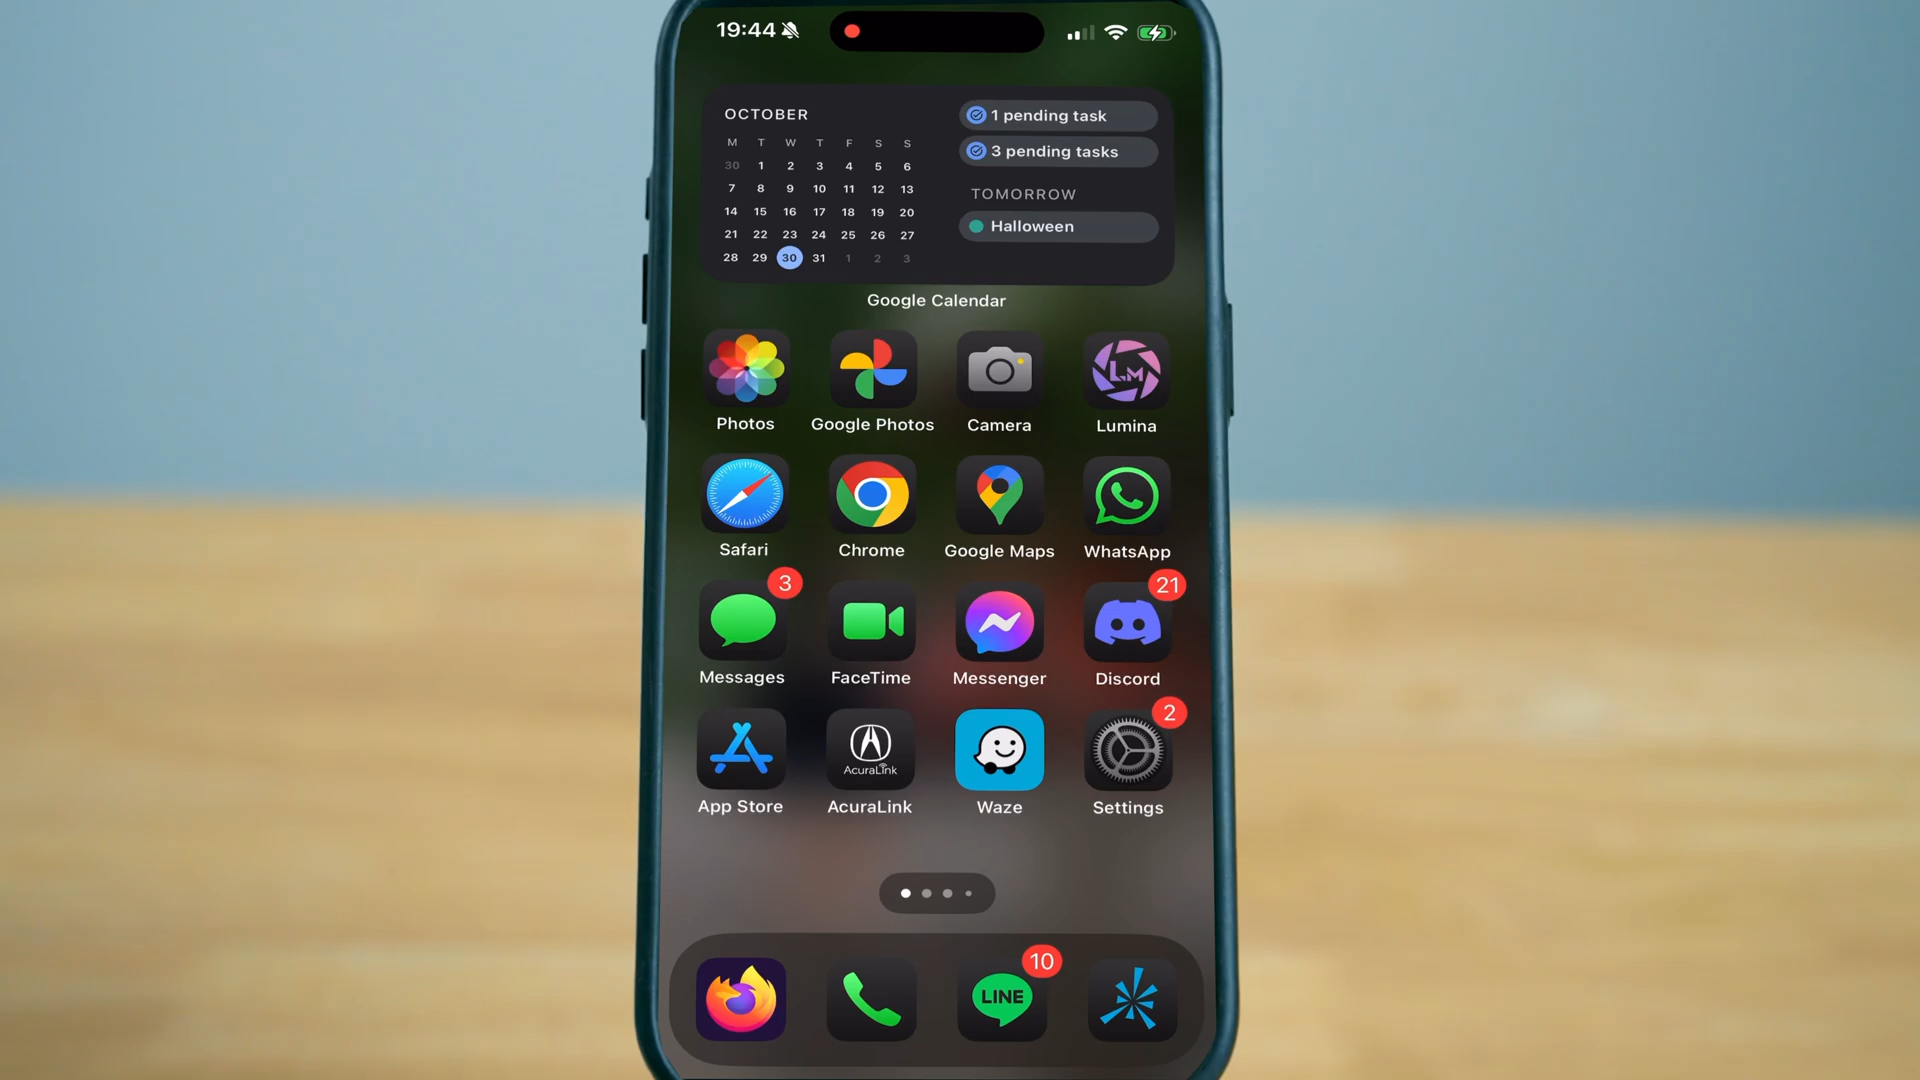 19:44
OCTOBER
M T W T F S S
30 1 2 3 4 5 6
7 8 9 10 11 12 13
14 15 16 17 18 19 20
21 22 23 24 25 26 27
28 29 30 31 1 2 3
1 pending task
3 pending tasks
TOMORROW
Halloween
Google Calendar
LM
Photos Google Photos Camera Lumina
Safari Chrome Google Maps WhatsApp
3 21
Messages FaceTime Messenger Discord
2
AcuraLink
App Store AcuraLink Waze Settings
10
LINE